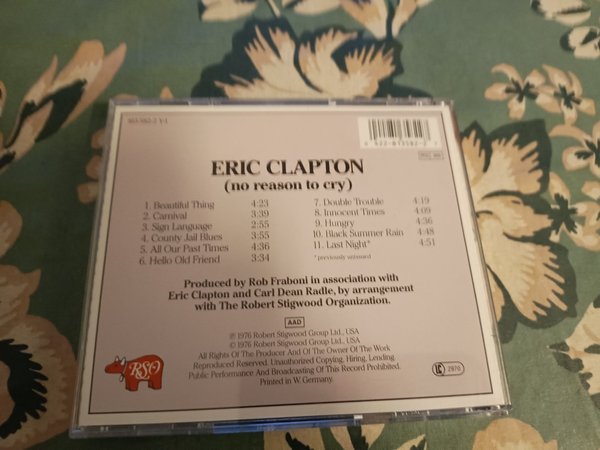 ERIC CLAPTON
(no reason to cry)
1. Beautiful Thing 4:23
2. Carnival 3:39
3. Sign Language 2:55
4. County Jail Blues 3:55
5. All Our Past Times 4:36
6. Hello Old Friend 3:34
7. Double Trouble 4:19
8. Innocent Times 4:09
9. Hungry 4:36
10. Black Summer Rain 4:48
11. Last Night* 4:51
* previously unissued
Produced by Rob Fraboni in association with
Eric Clapton and Carl Dean Radle, by arrangement
with The Robert Stigwood Organization.
AAD
℗ 1976 Robert Stigwood Group Ltd., USA
© 1976 Robert Stigwood Group Ltd., USA
All Rights Of The Producer And Of The Owner Of The Work
Reproduced Reserved. Unauthorized Copying, Hiring, Lending,
Public Performance And Broadcasting Of This Record Prohibited.
Printed in W. Germany.
RSO
LC 2870